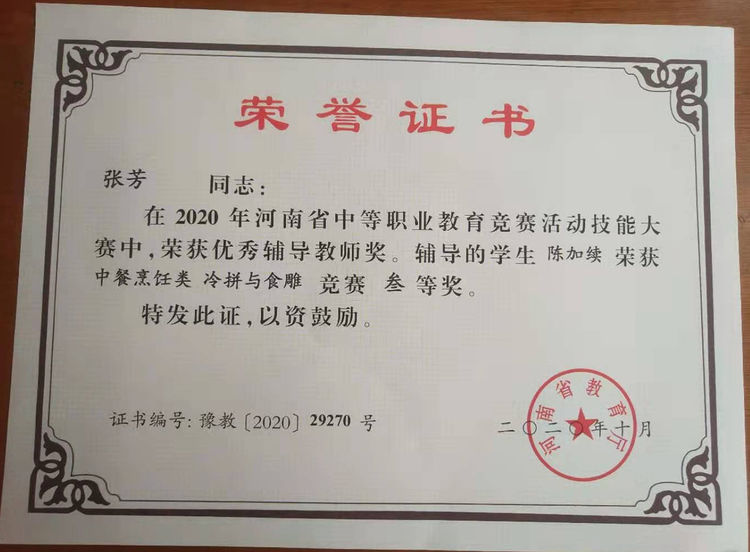 荣誉证书
张芳 同志：
在2020年河南省中等职业教育竞赛活动技能大
赛中，荣获优秀辅导教师奖。辅导的学生 陈加续 荣获
中餐烹饪类 冷拼与食雕 竞赛 叁 等奖。
特发此证，以资鼓励。
证书编号：豫教〔2020〕29270 号
二〇二〇年十月
河南省教育厅